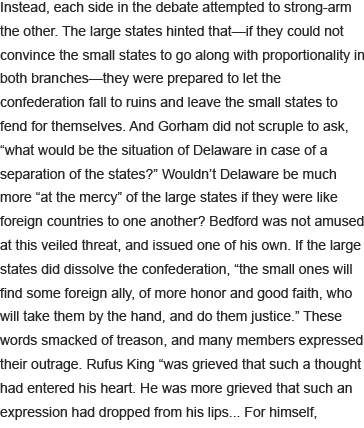 Instead, each side in the debate attempted to strong-arm
the other. The large states hinted that—if they could not
convince the small states to go along with proportionality in
both branches—they were prepared to let the
confederation fall to ruins and leave the small states to
fend for themselves. And Gorham did not scruple to ask,
“what would be the situation of Delaware in case of a
separation of the states?” Wouldn’t Delaware be much
more “at the mercy” of the large states if they were like
foreign countries to one another? Bedford was not amused
at this veiled threat, and issued one of his own. If the large
states did dissolve the confederation, “the small ones will
find some foreign ally, of more honor and good faith, who
will take them by the hand, and do them justice.” These
words smacked of treason, and many members expressed
their outrage. Rufus King “was grieved that such a thought
had entered his heart. He was more grieved that such an
expression had dropped from his lips... For himself,